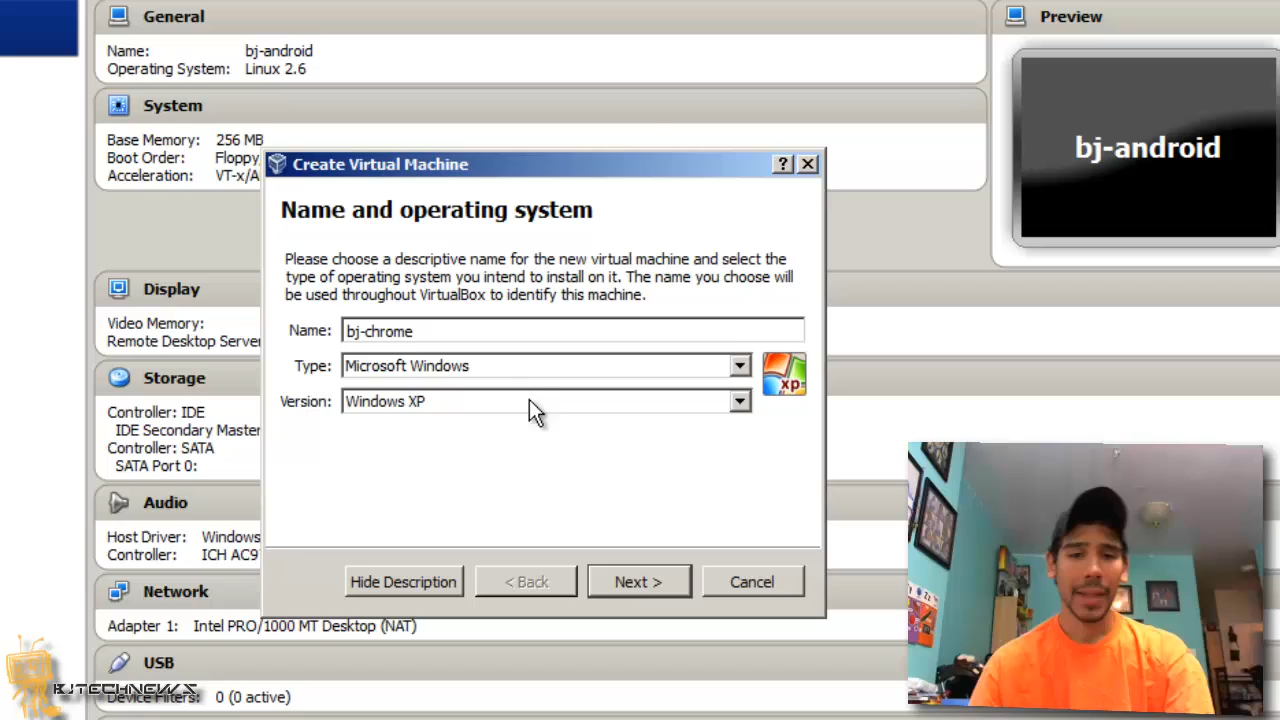 General
Preview
Name: bj-android
Operating System: Linux 2.6
System
Base Memory: 256 MB
Boot Order: Floppy,
Acceleration: VT-x/A
bj-android
Create Virtual Machine
Name and operating system
Please choose a descriptive name for the new virtual machine and select the
type of operating system you intend to install on it. The name you choose will
be used throughout VirtualBox to identify this machine.
Name: bj-chrome
Type: Microsoft Windows
xp
Version: Windows XP
Hide Description
< Back
Next >
Cancel
Display
Video Memory:
Remote Desktop Server
Storage
Controller: IDE
IDE Secondary Master
Controller: SATA
SATA Port 0:
Audio
Host Driver: Windows
Controller: ICH AC97
Network
Adapter 1: Intel PRO/1000 MT Desktop (NAT)
USB
Device Filters: 0 (0 active)
BJTECHNEWS